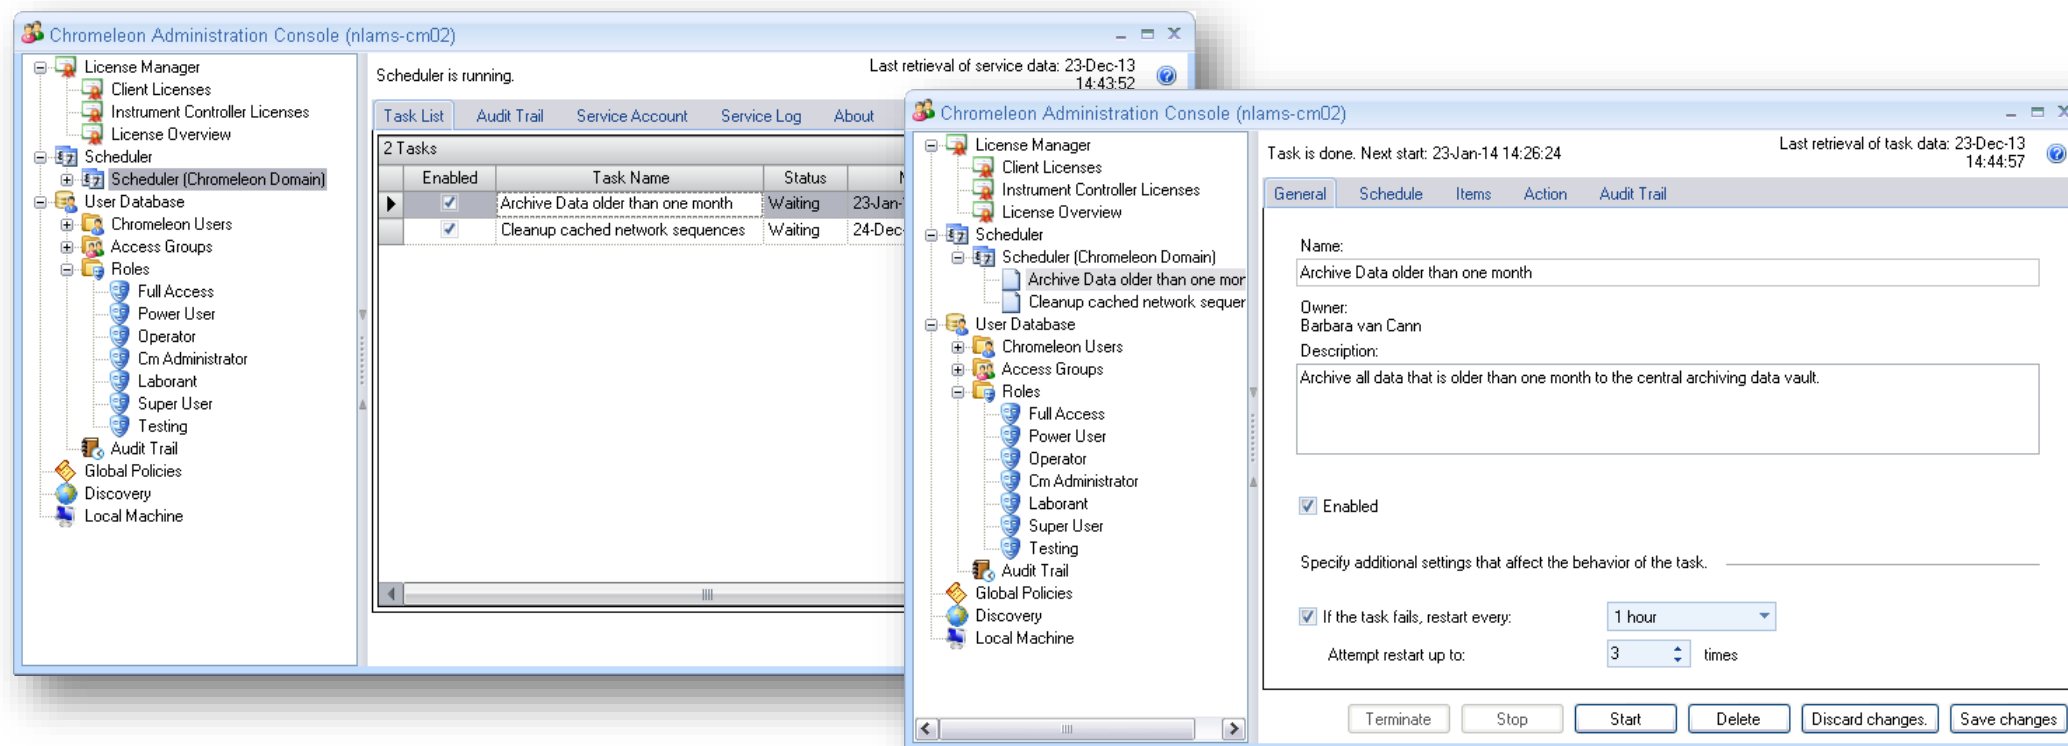 Chromeleon Administration Console (nlams-cm02)
License Manager
Client Licenses
Instrument Controller Licenses
License Overview
Scheduler
Scheduler (Chromeleon Domain)
User Database
Chromeleon Users
Access Groups
Roles
Full Access
Power User
Operator
Cm Administrator
Laborant
Super User
Testing
Audit Trail
Global Policies
Discovery
Local Machine
Scheduler is running.
Last retrieval of service data: 23-Dec-13
14:43:52
Task List Audit Trail Service Account Service Log About
2 Tasks
Enabled Task Name Status
Archive Data older than one month Waiting 23-Jan-
Cleanup cached network sequences Waiting 24-Dec-
Chromeleon Administration Console (nlams-cm02)
License Manager
Client Licenses
Instrument Controller Licenses
License Overview
Scheduler
Scheduler (Chromeleon Domain)
Archive Data older than one mor
Cleanup cached network sequer
User Database
Chromeleon Users
Access Groups
Roles
Full Access
Power User
Operator
Cm Administrator
Laborant
Super User
Testing
Audit Trail
Global Policies
Discovery
Local Machine
Task is done. Next start: 23-Jan-14 14:26:24
Last retrieval of task data: 23-Dec-13
14:44:57
General Schedule Items Action Audit Trail
Name:
Archive Data older than one month
Owner:
Barbara van Cann
Description:
Archive all data that is older than one month to the central archiving data vault.
Enabled
Specify additional settings that affect the behavior of the task.
If the task fails, restart every: 1 hour
Attempt restart up to: 3 times
Terminate Stop Start Delete Discard changes. Save changes